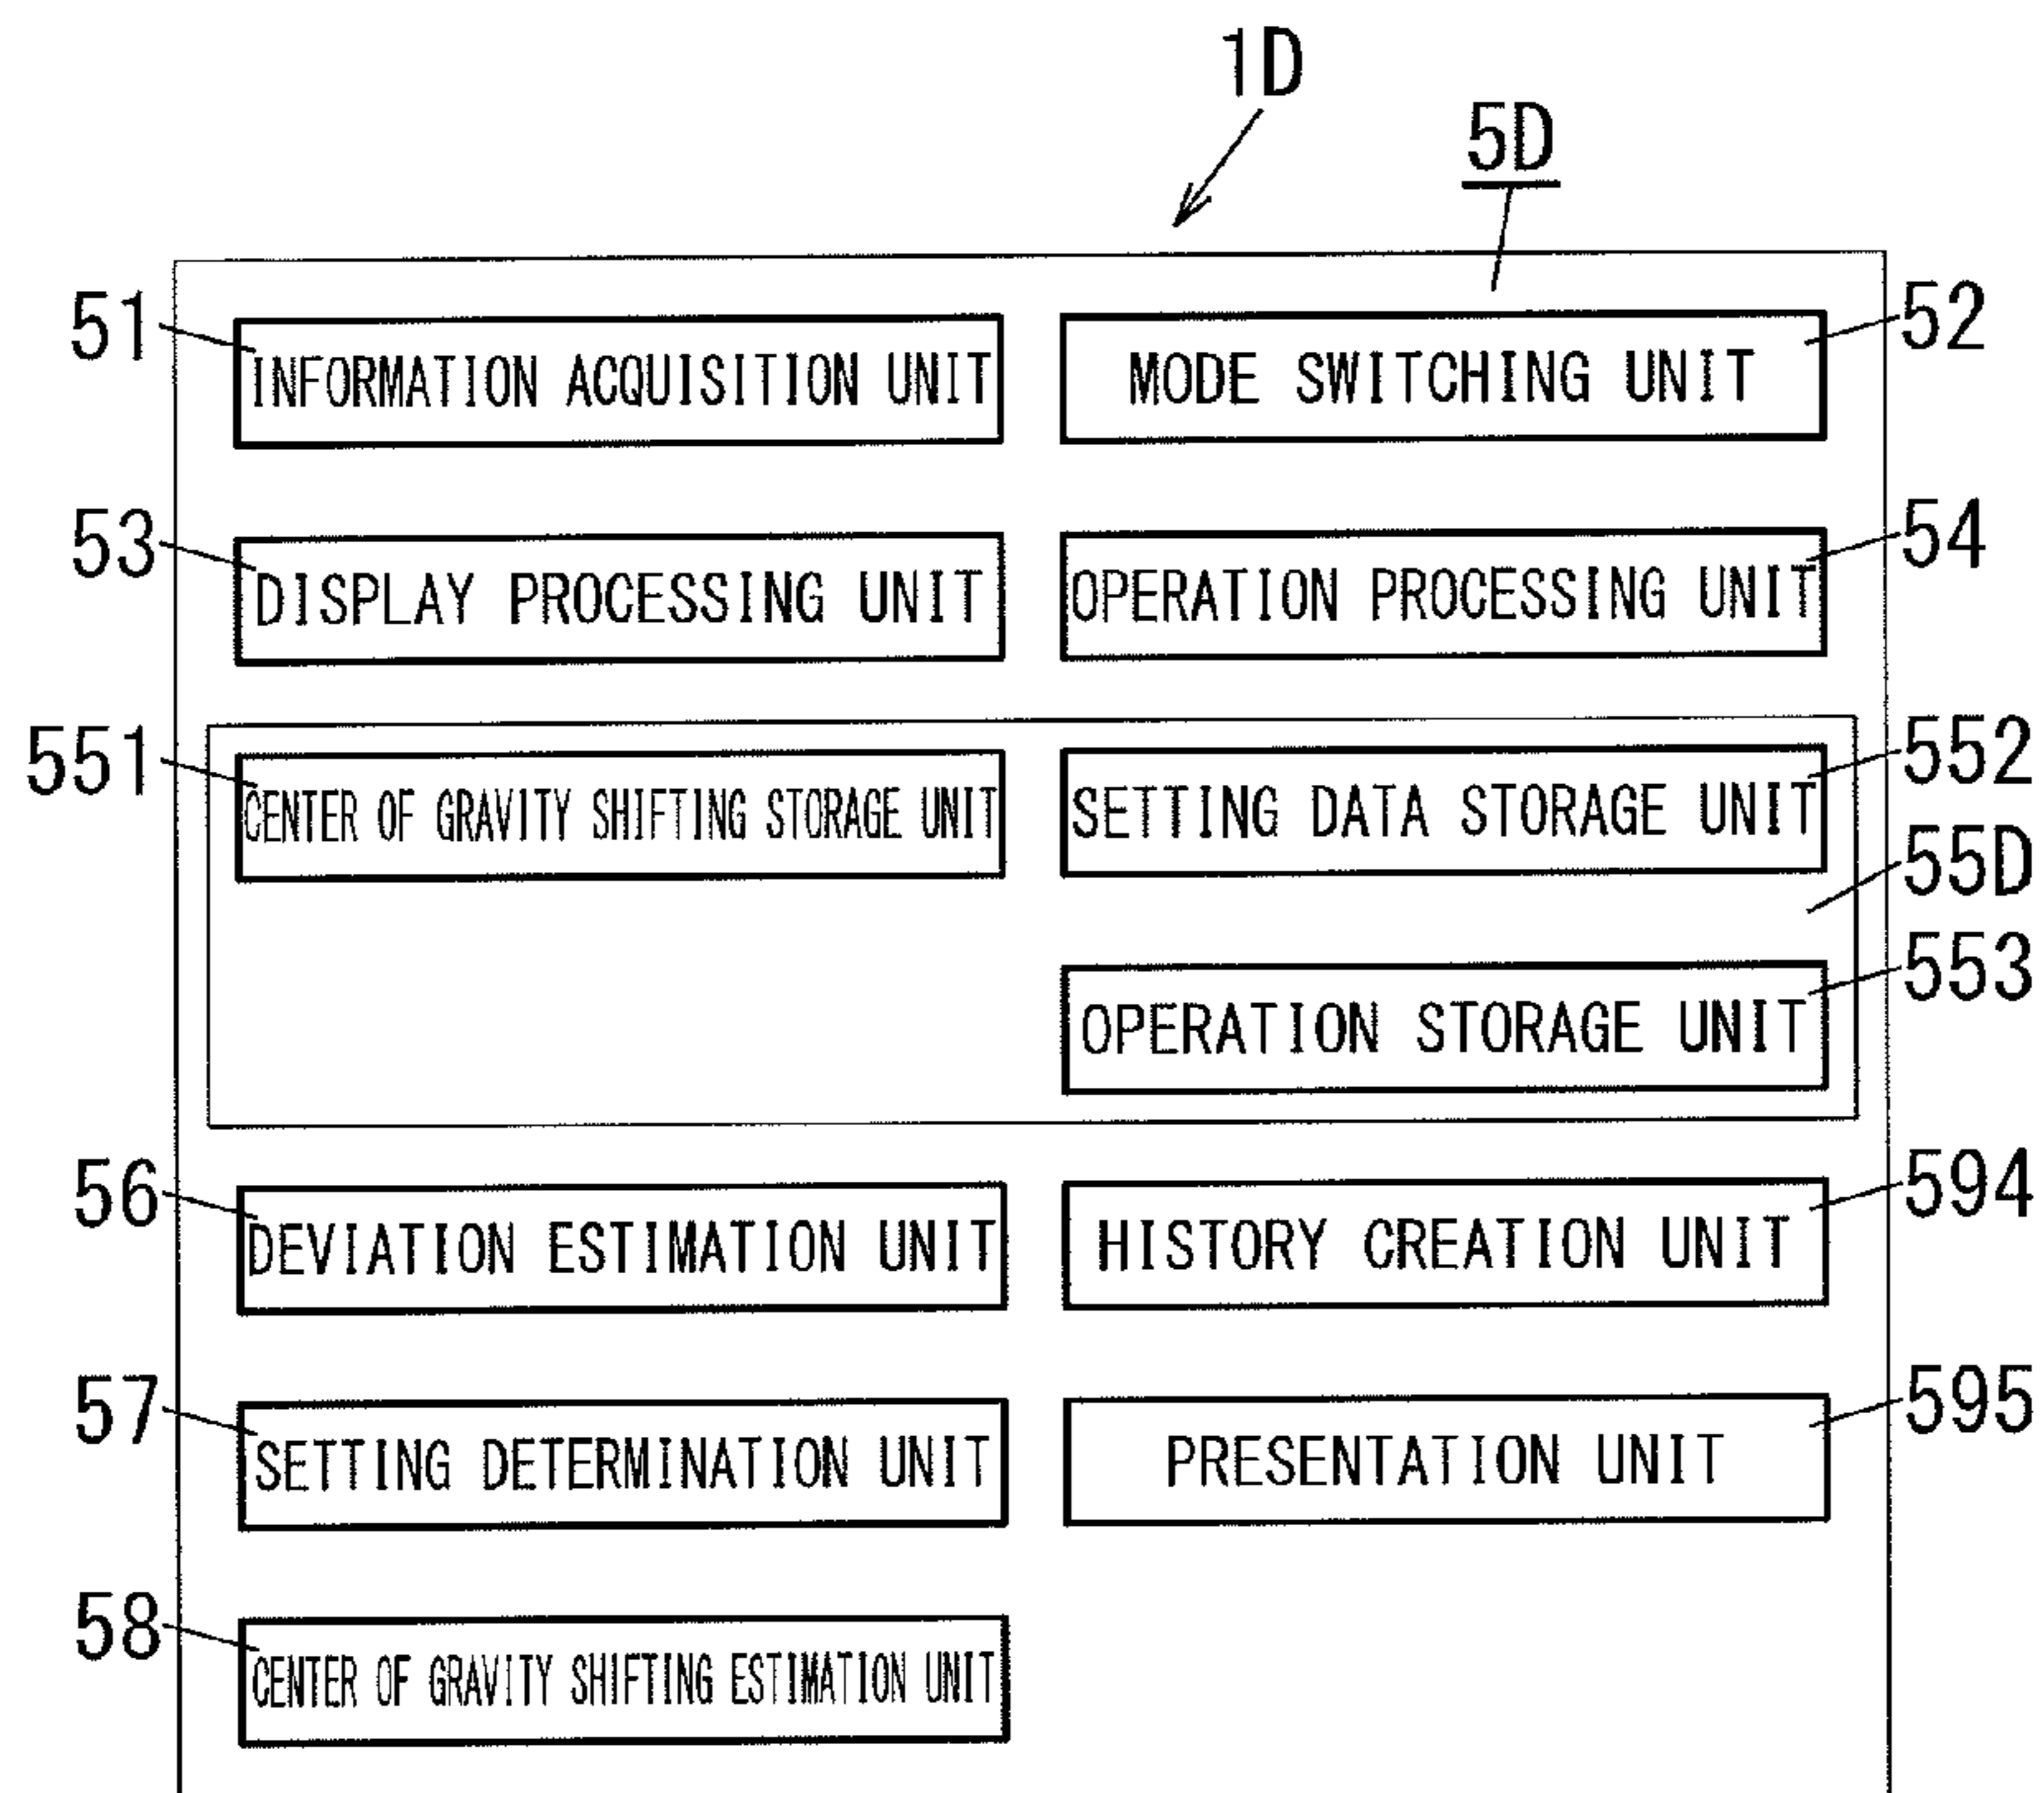 1D
5D
51
INFORMATION ACQUISITION UNIT
MODE SWITCHING UNIT
52
53
DISPLAY PROCESSING UNIT
OPERATION PROCESSING UNIT
54
551
CENTER OF GRAVITY SHIFTING STORAGE UNIT
SETTING DATA STORAGE UNIT
552
55D
OPERATION STORAGE UNIT
553
56
DEVIATION ESTIMATION UNIT
HISTORY CREATION UNIT
594
57
SETTING DETERMINATION UNIT
PRESENTATION UNIT
595
58
CENTER OF GRAVITY SHIFTING ESTIMATION UNIT